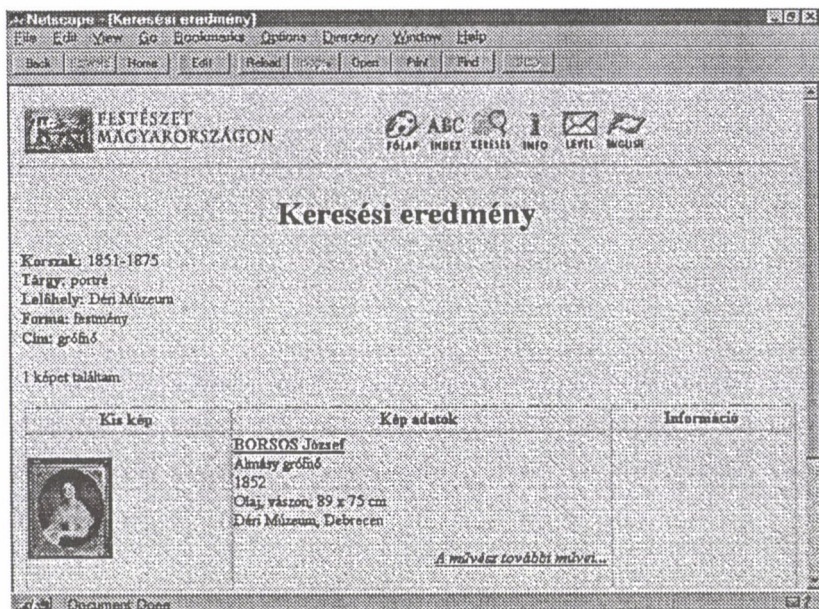 Netscape - [Keresési eredmény]
File Edit View Go Bookmarks Options Directory Window Help
Back Home Edit Reload Open Print Find
FESTÉSZET
MAGYARORSZÁGON
FŐLAP ABC INDEX KERESÉS INFO LEVÉL ENGLISH
Keresési eredmény
Korszak: 1851-1875
Tárgy: portré
Lelőhely: Déri Múzeum
Forma: festmény
Cím: grófnő
1 képet találtam
Kis kép Kép adatok Információ
BORSOS József
Almásy grófnő
1852
Olaj, vászon, 89 x 75 cm
Déri Múzeum, Debrecen
A művész további művei...
Document Done